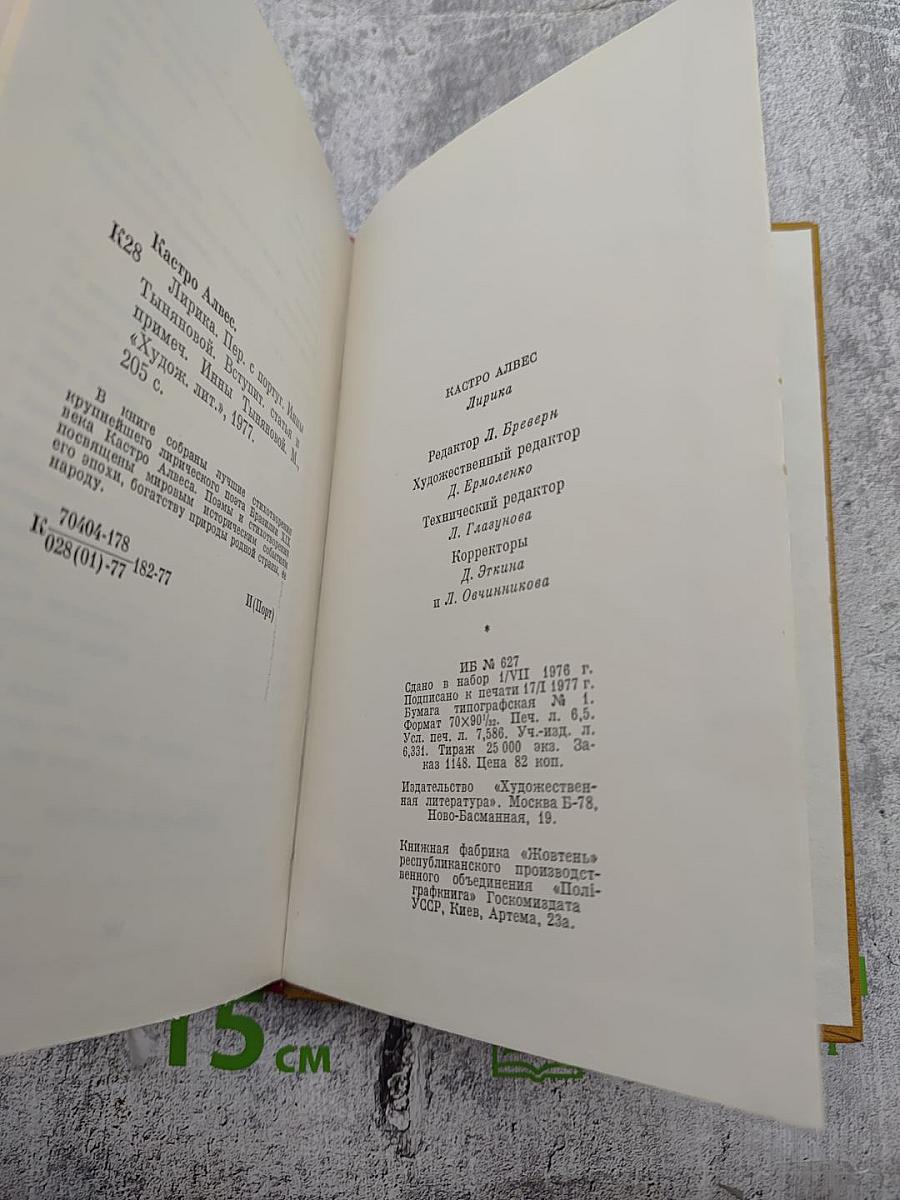 Кастро Алвес.
К28
Лирика. Пер. с португ. Инны
Тыняновой. Вступит. статья и
примеч. Инны Тыняновой. М.,
«Худож. лит.», 1977.
205 с.
В книге собраны лучшие стихотворения
крупнейшего лирического поэта Бразилии XIX
века Кастро Алвеса. Поэмы и стихотворения
посвящены мировым историческим событиям
его эпохи, богатству природы родной страны, ее
народу.
К 70404-178
028(01)-77 182-77
И(Порт)
КАСТРО АЛВЕС
Лирика
Редактор Л. Бреверн
Художественный редактор
Д. Ермоленко
Технический редактор
Л. Глазунова
Корректоры
Д. Эткина
и Л. Овчинникова
*
ИБ № 627
Сдано в набор 1/VII 1976 г.
Подписано к печати 17/I 1977 г.
Бумага типографская № 1.
Формат 70×90¹/₃₂. Печ. л. 6,5.
Усл. печ. л. 7,586. Уч.-изд. л.
6,331. Тираж 25 000 экз. За-
каз 1148. Цена 82 коп.
Издательство «Художествен-
ная литература». Москва Б-78,
Ново-Басманная, 19.
Книжная фабрика «Жовтень»
республиканского производст-
венного объединения «Полі-
графкнига» Госкомиздата
УССР, Киев, Артема, 23а.
15 см